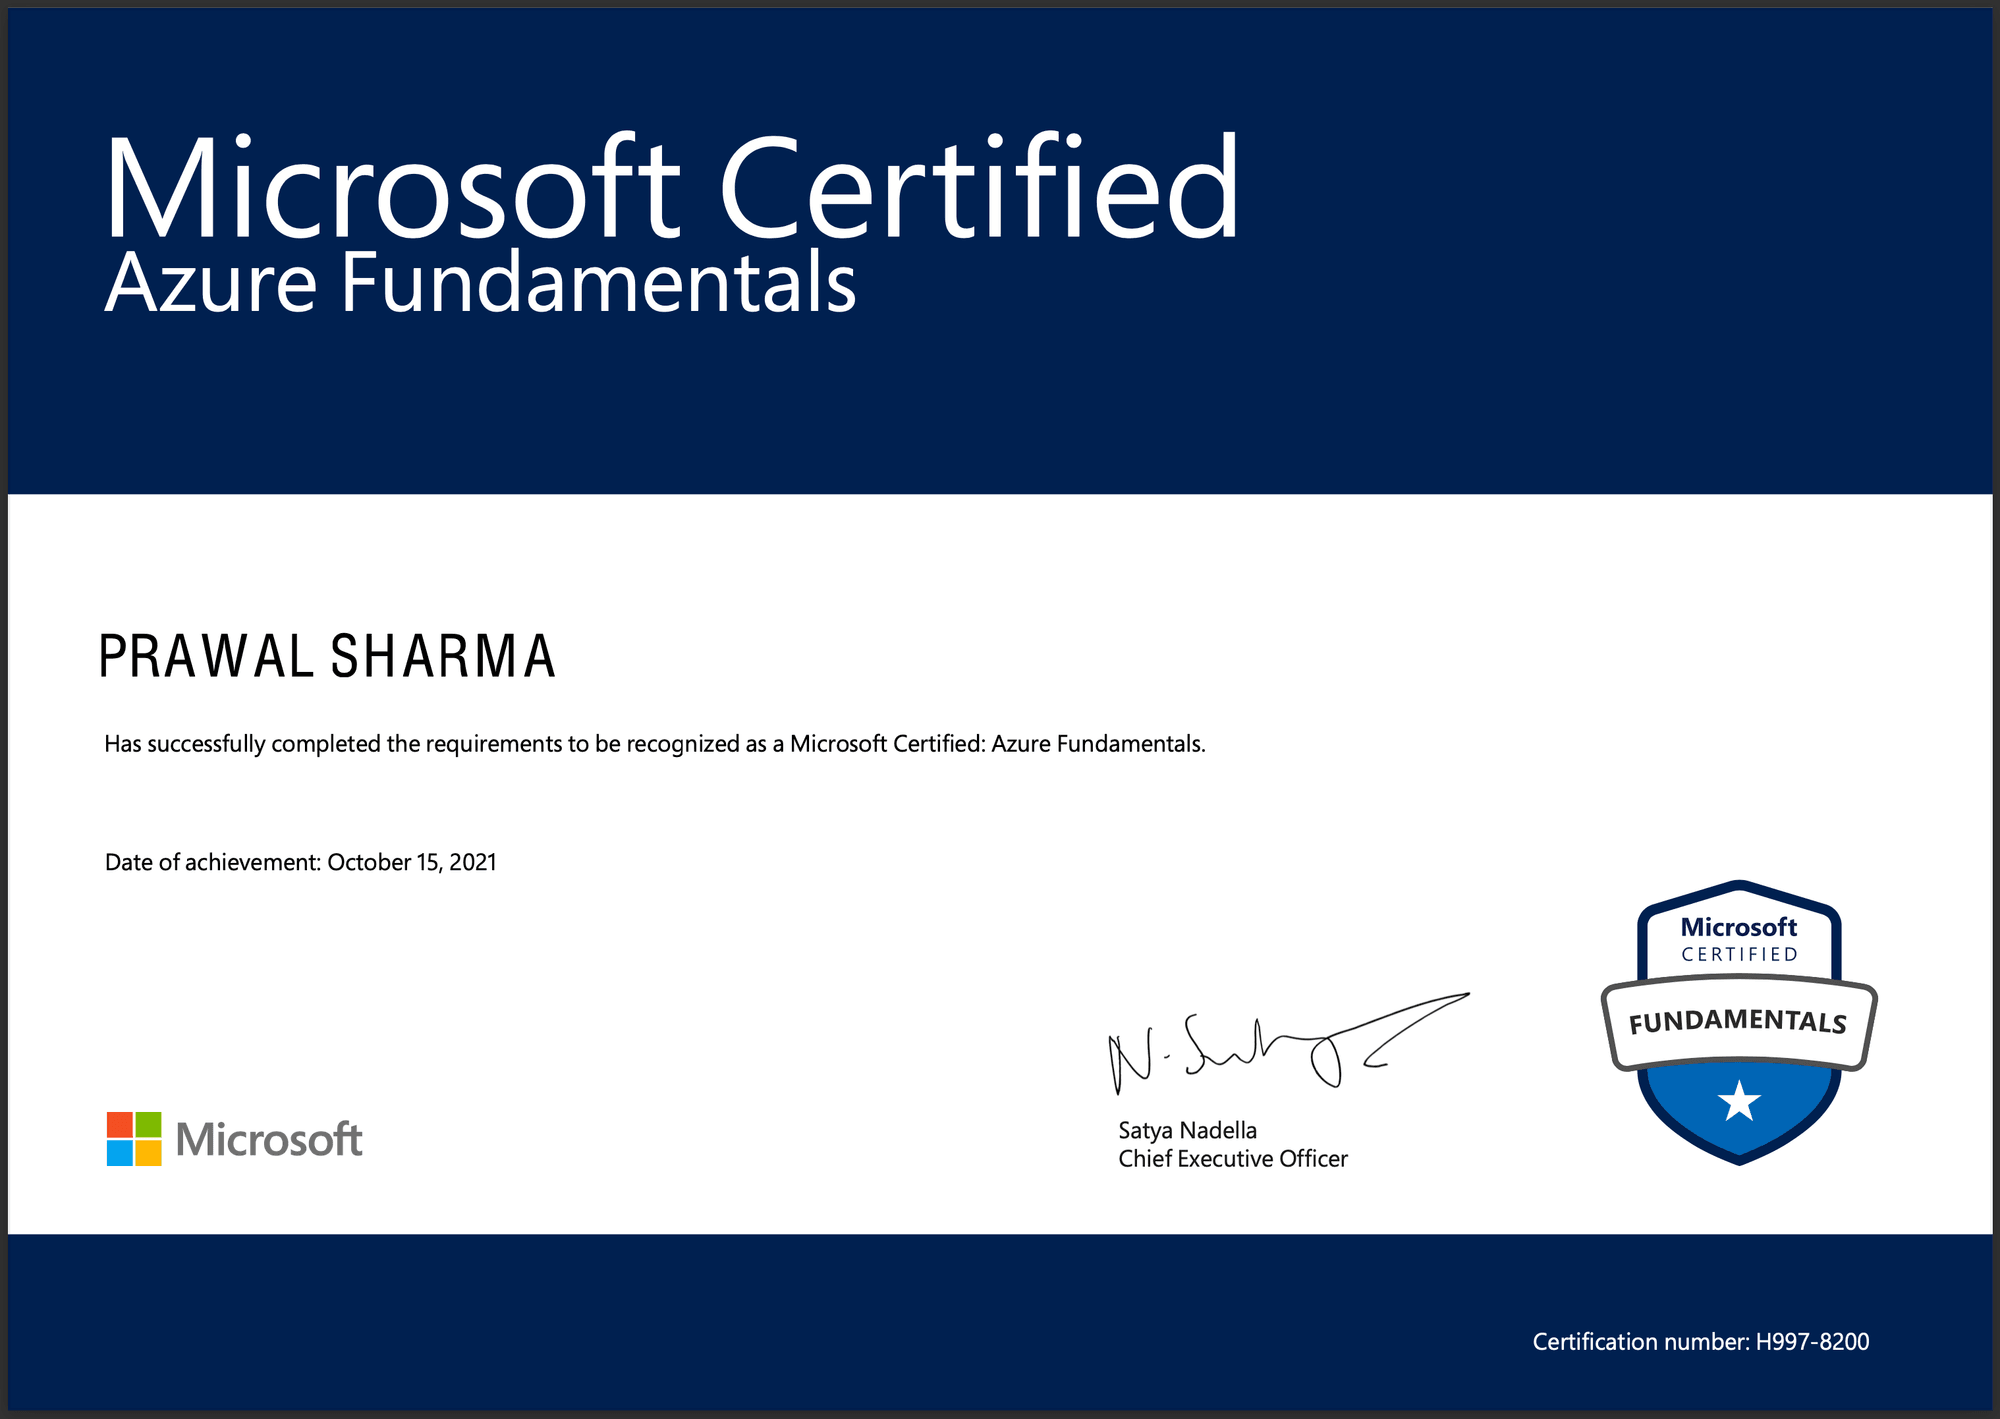 Microsoft Certified
Azure Fundamentals
PRAWAL SHARMA
Has successfully completed the requirements to be recognized as a Microsoft Certified: Azure Fundamentals.
Date of achievement: October 15, 2021
Microsoft
CERTIFIED
FUNDAMENTALS
Satya Nadella
Chief Executive Officer
Microsoft
Certification number: H997-8200